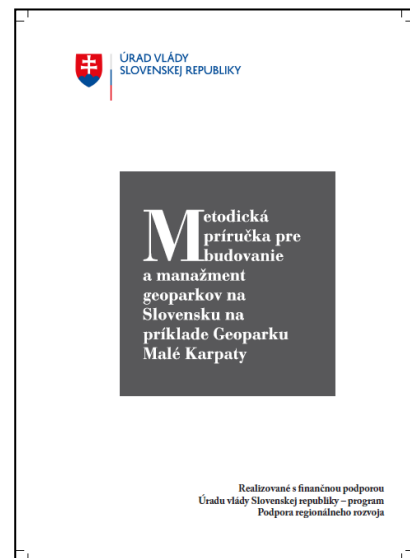 ÚRAD VLÁDY
SLOVENSKEJ REPUBLIKY
Metodická
príručka pre
budovanie
a manažment
geoparkov na
Slovensku na
príklade Geoparku
Malé Karpaty
Realizované s finančnou podporou
Úradu vlády Slovenskej republiky – program
Podpora regionálneho rozvoja